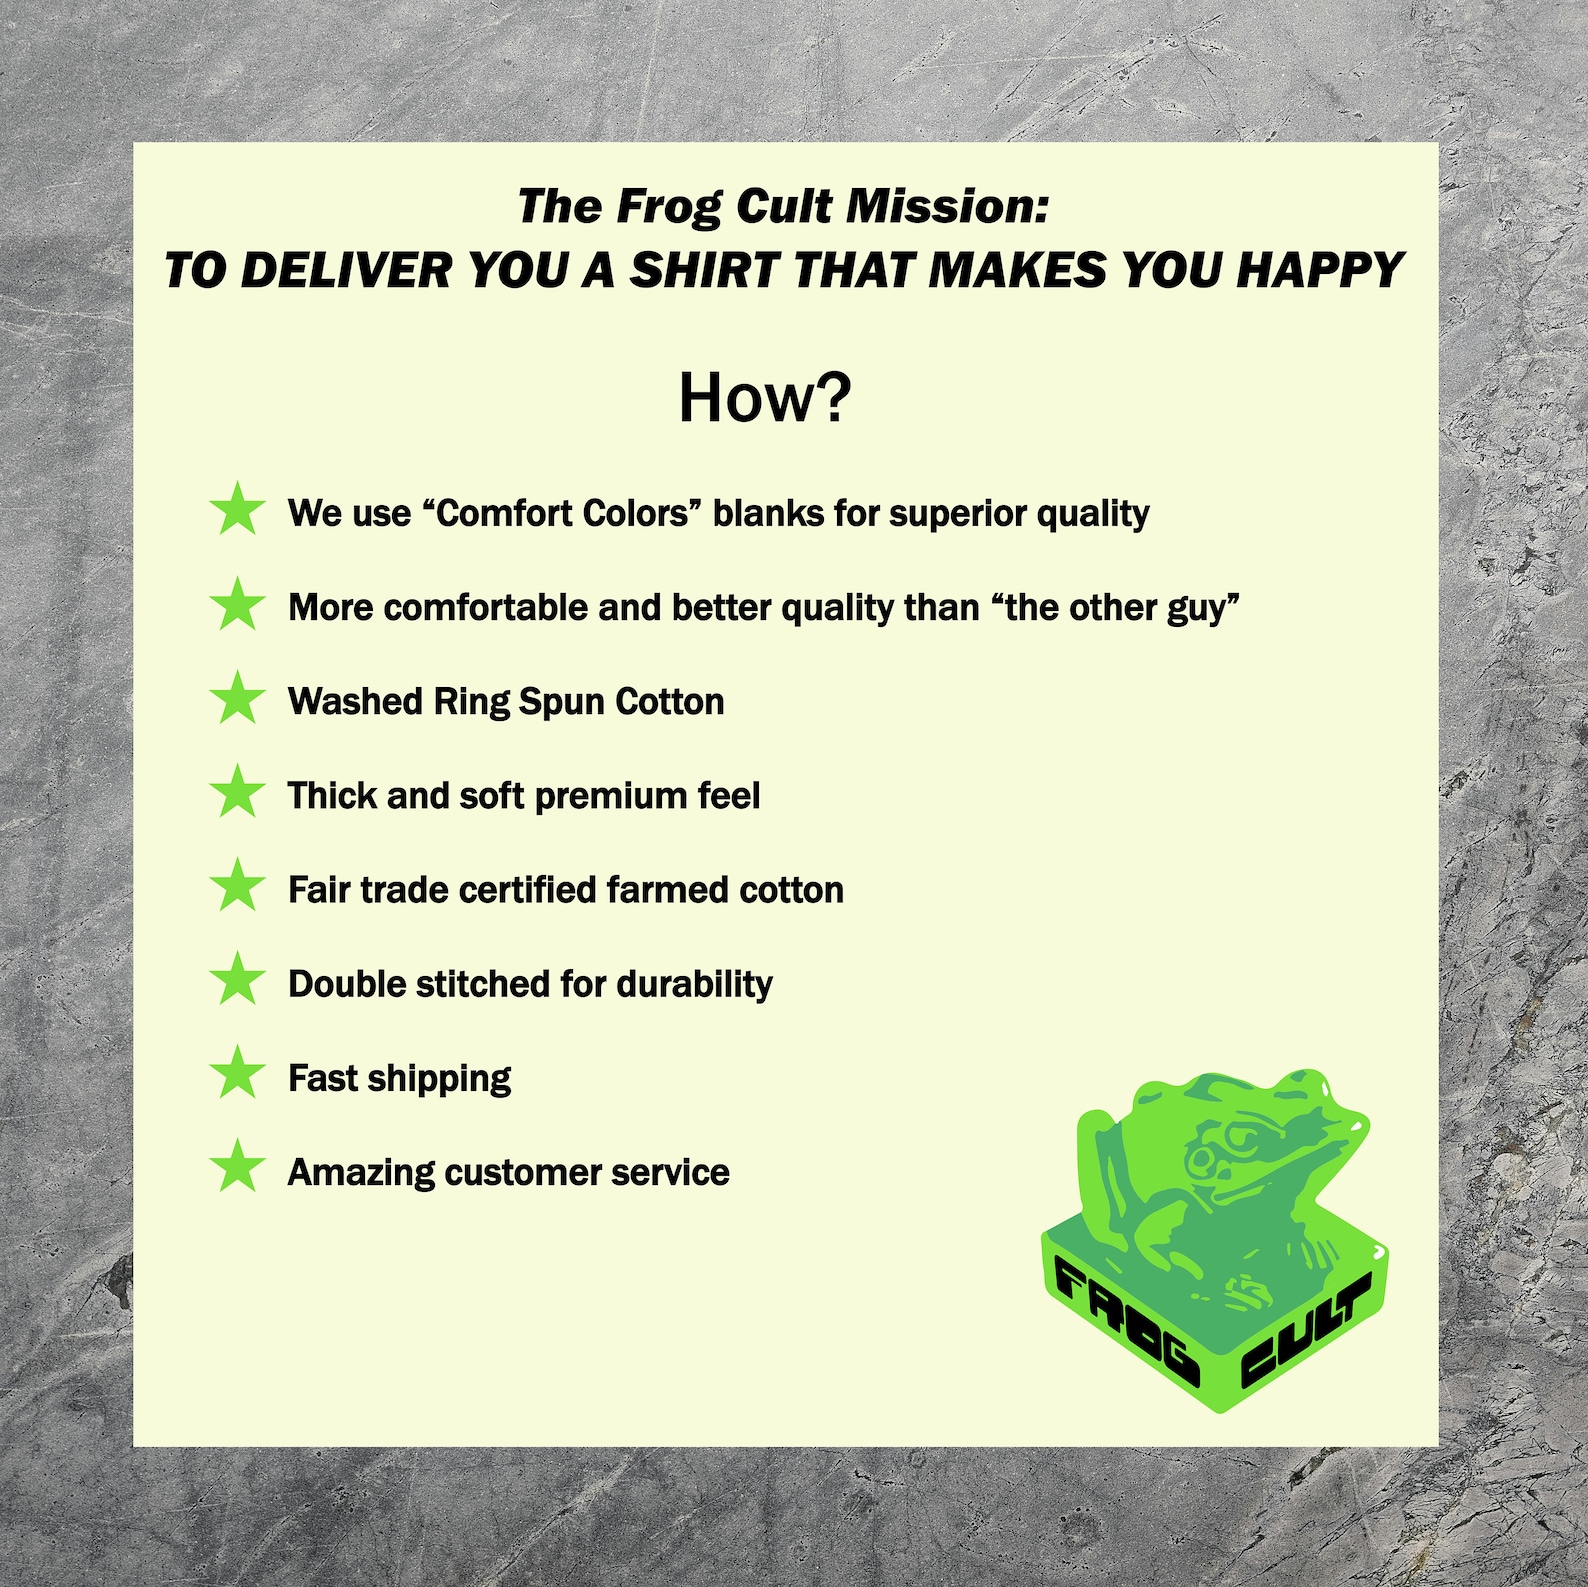 The Frog Cult Mission:
TO DELIVER YOU A SHIRT THAT MAKES YOU HAPPY
How?
We use “Comfort Colors” blanks for superior quality
More comfortable and better quality than “the other guy”
Washed Ring Spun Cotton
Thick and soft premium feel
Fair trade certified farmed cotton
Double stitched for durability
Fast shipping
Amazing customer service
FROG CULT